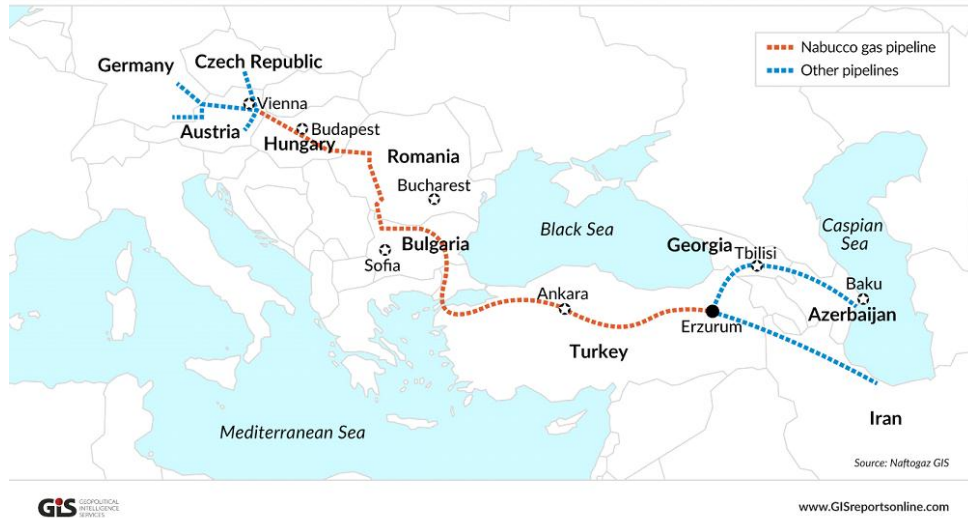 Nabucco gas pipeline
Other pipelines
Germany
Czech Republic
Vienna
Austria
Budapest
Hungary
Romania
Bucharest
Black Sea
Caspian
Sea
Georgia
Tbilisi
Bulgaria
Sofia
Baku
Azerbaijan
Ankara
Erzurum
Turkey
Iran
Mediterranean Sea
Source: Naftogaz GIS
GIS
GEOPOLITICAL
INTELLIGENCE
SERVICES
www.GISreportsonline.com